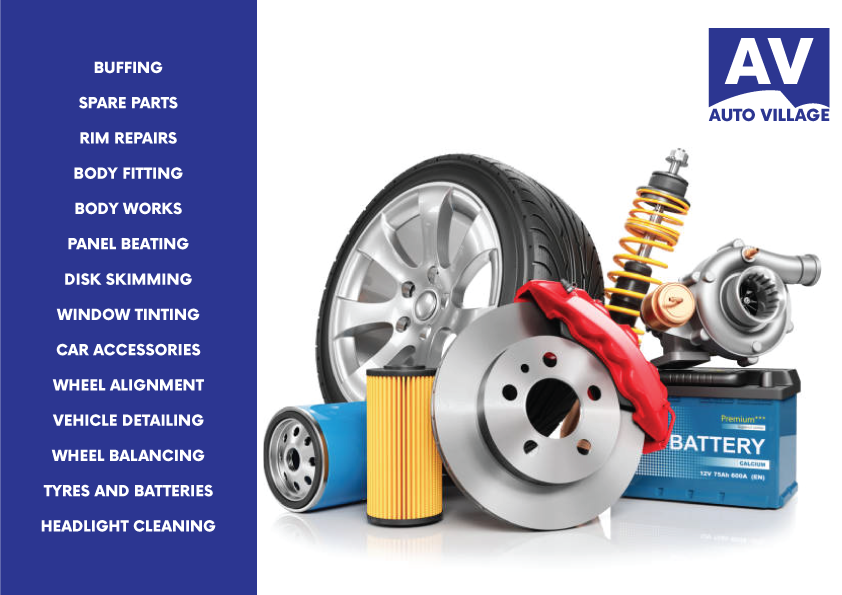 BUFFING
SPARE PARTS
RIM REPAIRS
BODY FITTING
BODY WORKS
PANEL BEATING
DISK SKIMMING
WINDOW TINTING
CAR ACCESSORIES
WHEEL ALIGNMENT
VEHICLE DETAILING
WHEEL BALANCING
TYRES AND BATTERIES
HEADLIGHT CLEANING
AV
AUTO VILLAGE
Premium***
BATTERY
CALCIUM
12V 75Ah 600A (EN)